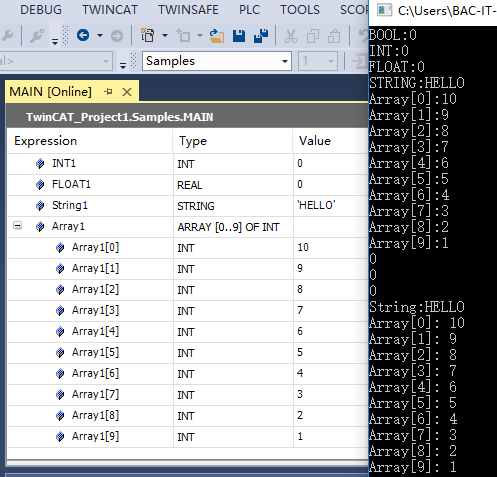 DEBUG TWINCAT TWINSAFE PLC TOOLS SCO
al>
Samples
1
MAIN [Online]
TwinCAT_Project1.Samples.MAIN
Expression Type Value
INT1 INT 0
FLOAT1 REAL 0
String1 STRING 'HELLO'
Array1 ARRAY [0..9] OF INT
Array1[0] INT 10
Array1[1] INT 9
Array1[2] INT 8
Array1[3] INT 7
Array1[4] INT 6
Array1[5] INT 5
Array1[6] INT 4
Array1[7] INT 3
Array1[8] INT 2
Array1[9] INT 1
C:\Users\BAC-IT-
BOOL:0
INT:0
FLOAT:0
STRING:HELLO
Array[0]:10
Array[1]:9
Array[2]:8
Array[3]:7
Array[4]:6
Array[5]:5
Array[6]:4
Array[7]:3
Array[8]:2
Array[9]:1
0
0
0
String:HELLO
Array[0]: 10
Array[1]: 9
Array[2]: 8
Array[3]: 7
Array[4]: 6
Array[5]: 5
Array[6]: 4
Array[7]: 3
Array[8]: 2
Array[9]: 1